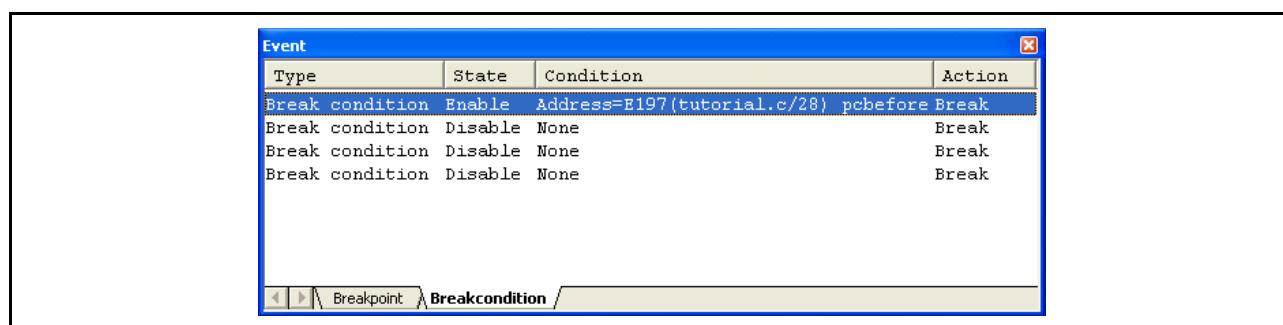 Event
Type State Condition Action
Break condition Enable Address=E197(tutorial.c/28) pcbefore Break
Break condition Disable None Break
Break condition Disable None Break
Break condition Disable None Break
Breakpoint Breakcondition